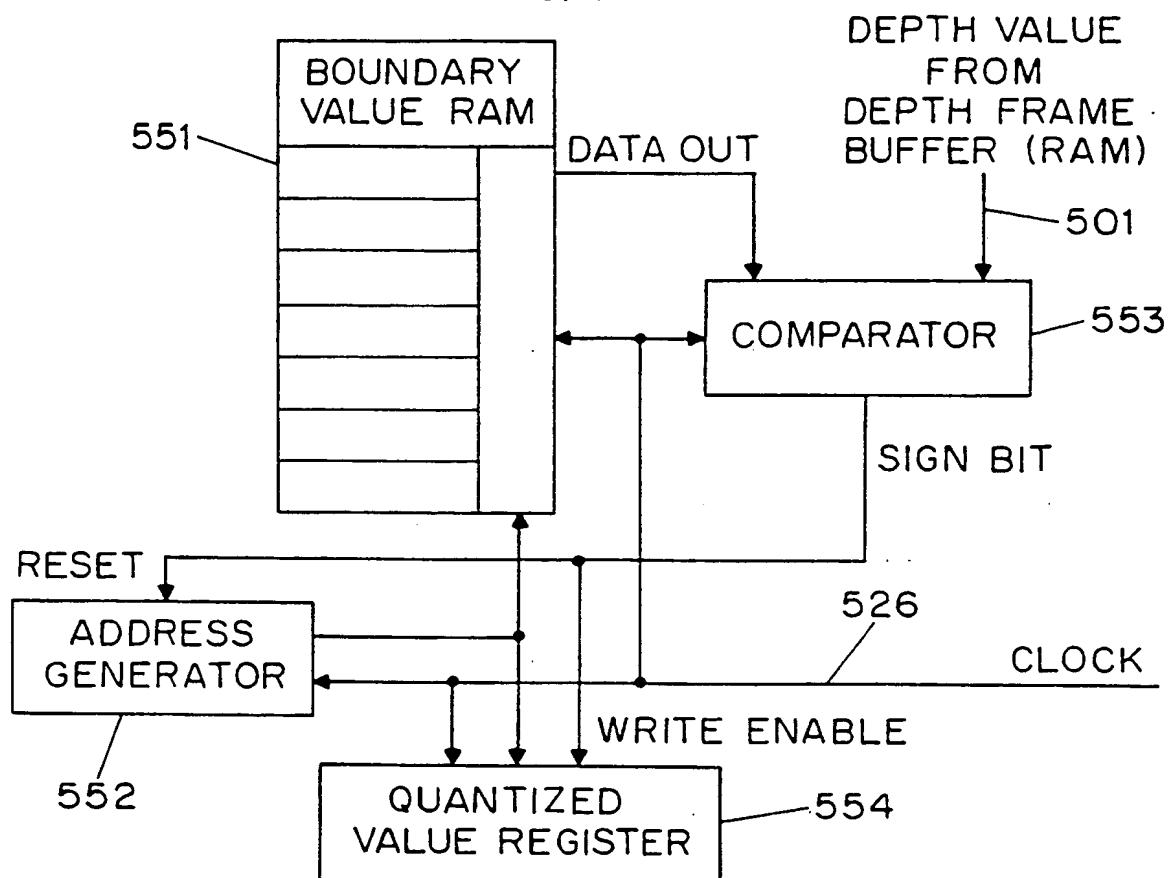 DEPTH VALUE
FROM
DEPTH FRAME
BUFFER (RAM)
BOUNDARY
VALUE RAM
551
DATA OUT
501
COMPARATOR
553
SIGN BIT
RESET
ADDRESS
GENERATOR
526
CLOCK
WRITE ENABLE
552
QUANTIZED
VALUE REGISTER
554